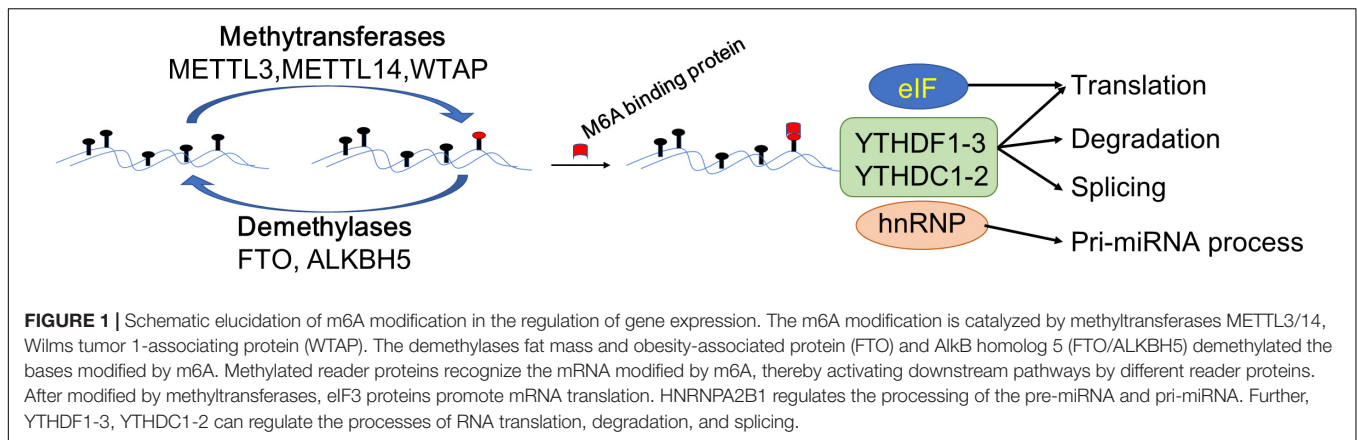 Methytransferases
METTL3,METTL14,WTAP
Demethylases
FTO, ALKBH5
M6A binding protein
eIF
YTHDF1-3
YTHDC1-2
hnRNP
Translation
Degradation
Splicing
Pri-miRNA process
FIGURE 1 | Schematic elucidation of m6A modification in the regulation of gene expression. The m6A modification is catalyzed by methyltransferases METTL3/14,
Wilms tumor 1-associating protein (WTAP). The demethylases fat mass and obesity-associated protein (FTO) and AlkB homolog 5 (FTO/ALKBH5) demethylated the
bases modified by m6A. Methylated reader proteins recognize the mRNA modified by m6A, thereby activating downstream pathways by different reader proteins.
After modified by methyltransferases, eIF3 proteins promote mRNA translation. HNRNPA2B1 regulates the processing of the pre-miRNA and pri-miRNA. Further,
YTHDF1-3, YTHDC1-2 can regulate the processes of RNA translation, degradation, and splicing.